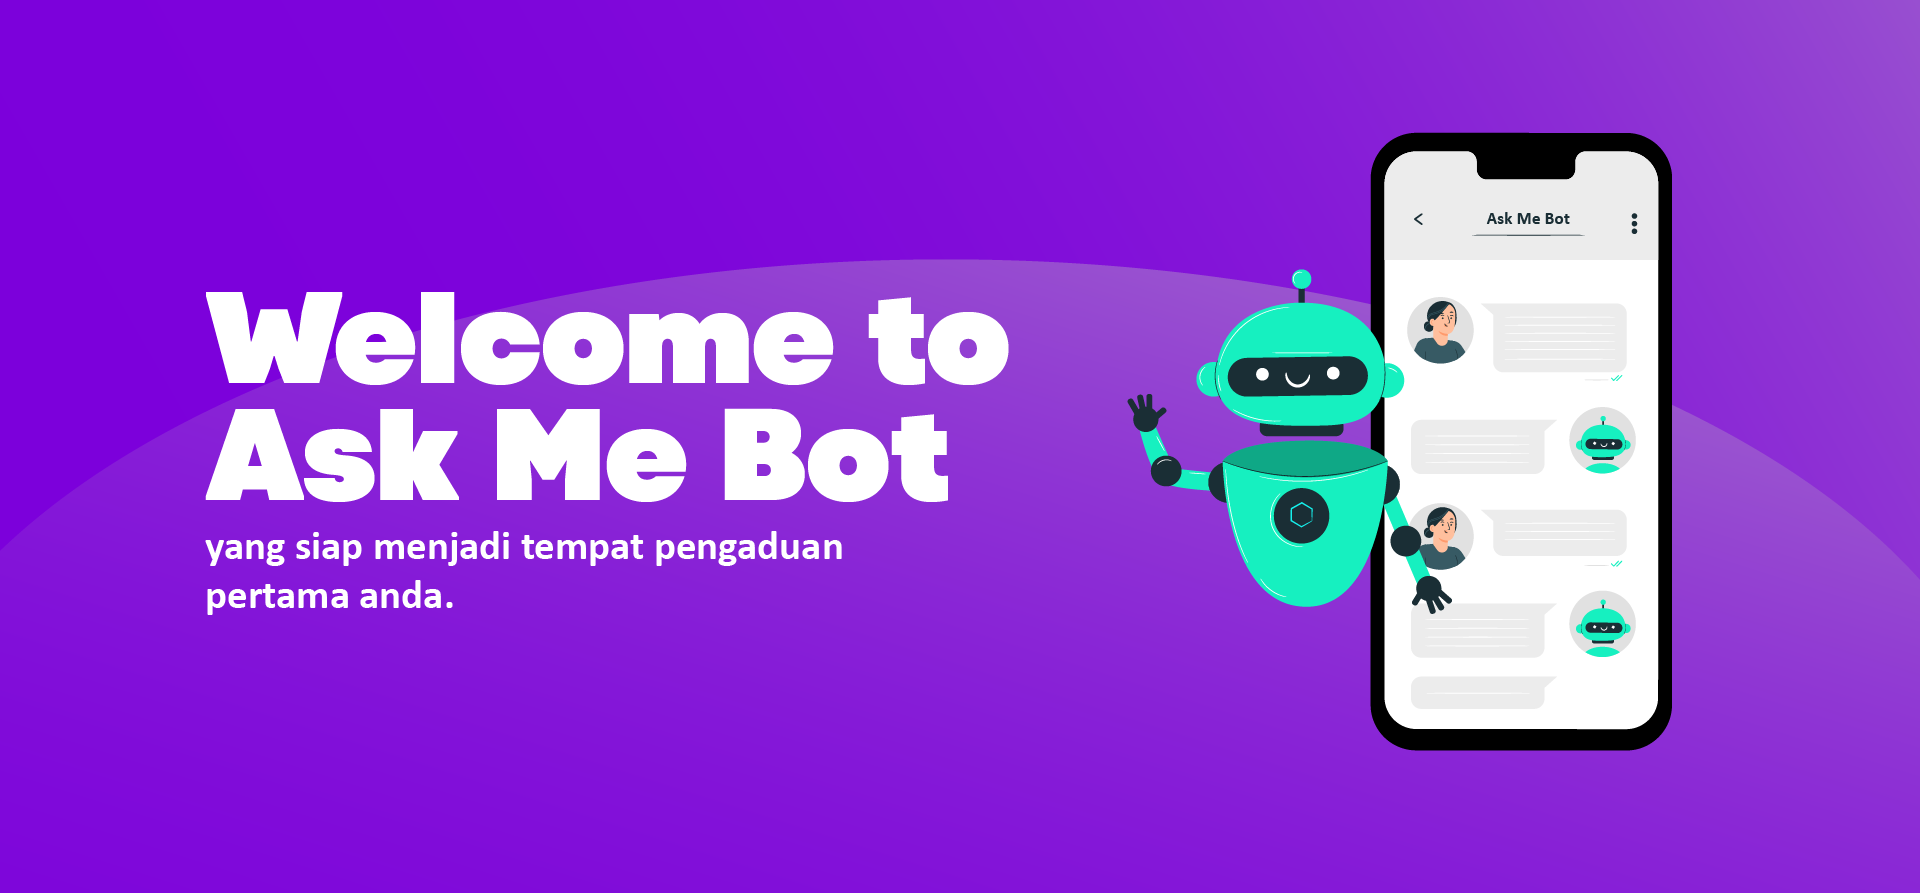 Welcome to
Ask Me Bot
yang siap menjadi tempat pengaduan
pertama anda.
Ask Me Bot